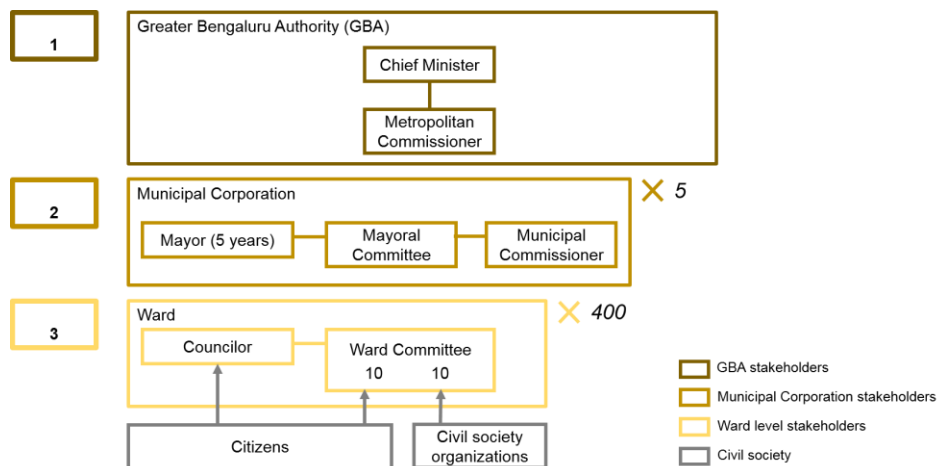 1
Greater Bengaluru Authority (GBA)
Chief Minister
Metropolitan
Commissioner
2
Municipal Corporation
× 5
Mayor (5 years)
Mayoral
Committee
Municipal
Commissioner
3
Ward
× 400
Councilor
Ward Committee
10 10
Citizens
Civil society
organizations
GBA stakeholders
Municipal Corporation stakeholders
Ward level stakeholders
Civil society